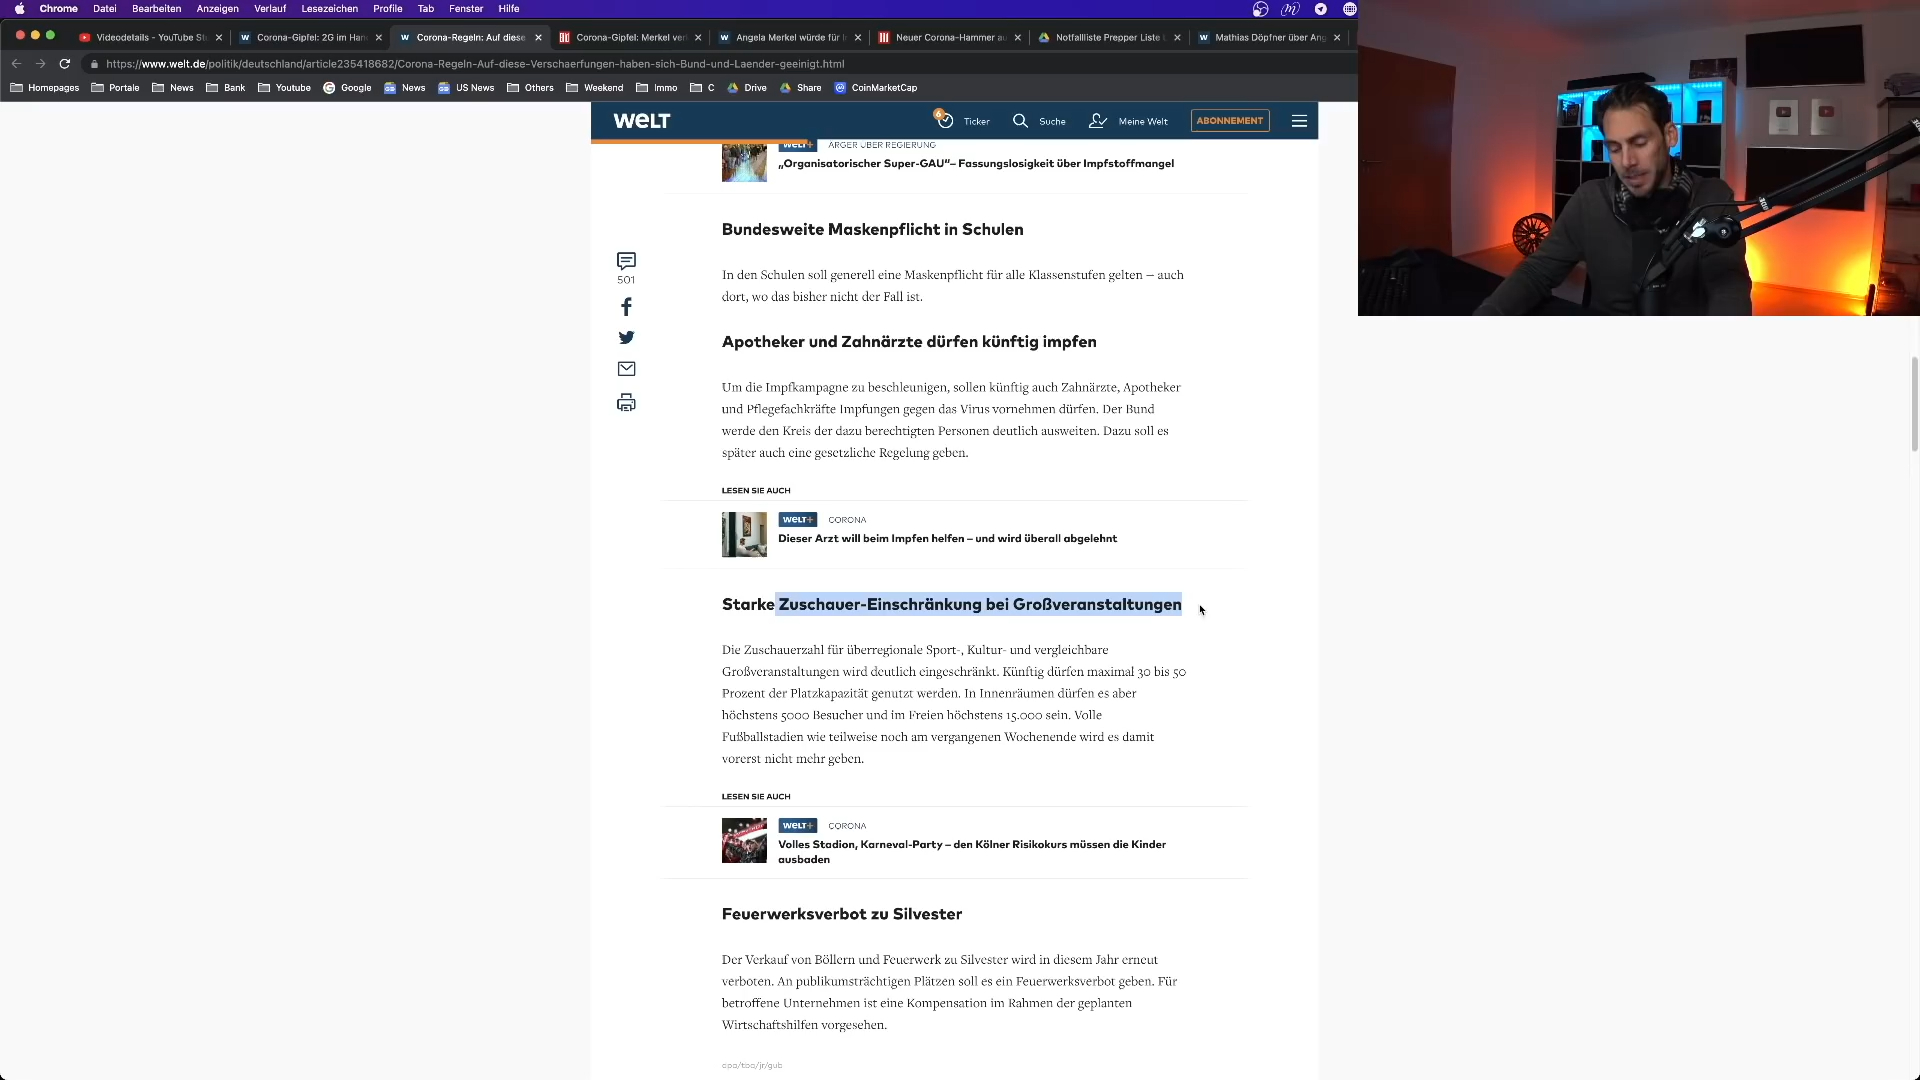 Chrome Datei Bearbeiten Anzeigen Verlauf Lesezeichen Profile Tab Fenster Hilfe
Videodetails - YouTube St
Corona-Gipfel: 2G im Han
Corona-Regeln: Auf diese
Corona-Gipfel: Merkel ver
Angela Merkel würde für I
Neuer Corona-Hammer au
Notfallliste Prepper Liste
Mathias Döpfner über Ang
https://www.welt.de/politik/deutschland/article235418682/Corona-Regeln-Auf-diese-Verschaerfungen-haben-sich-Bund-und-Laender-geeinigt.html
Homepages Portale News Bank Youtube Google News US News Others Weekend Immo C Drive Share CoinMarketCap
WELT
6 Ticker Suche Meine Welt ABONNEMENT
WELT+ ÄRGER ÜBER REGIERUNG
„Organisatorischer Super-GAU“– Fassungslosigkeit über Impfstoffmangel
Bundesweite Maskenpflicht in Schulen
501
In den Schulen soll generell eine Maskenpflicht für alle Klassenstufen gelten – auch
dort, wo das bisher nicht der Fall ist.
Apotheker und Zahnärzte dürfen künftig impfen
Um die Impfkampagne zu beschleunigen, sollen künftig auch Zahnärzte, Apotheker
und Pflegefachkräfte Impfungen gegen das Virus vornehmen dürfen. Der Bund
werde den Kreis der dazu berechtigten Personen deutlich ausweiten. Dazu soll es
später auch eine gesetzliche Regelung geben.
LESEN SIE AUCH
WELT+ CORONA
Dieser Arzt will beim Impfen helfen – und wird überall abgelehnt
Starke Zuschauer-Einschränkung bei Großveranstaltungen
Die Zuschauerzahl für überregionale Sport-, Kultur- und vergleichbare
Großveranstaltungen wird deutlich eingeschränkt. Künftig dürfen maximal 30 bis 50
Prozent der Platzkapazität genutzt werden. In Innenräumen dürfen es aber
höchstens 5000 Besucher und im Freien höchstens 15.000 sein. Volle
Fußballstadien wie teilweise noch am vergangenen Wochenende wird es damit
vorerst nicht mehr geben.
LESEN SIE AUCH
WELT+ CORONA
Volles Stadion, Karneval-Party – den Kölner Risikokurs müssen die Kinder
ausbaden
Feuerwerksverbot zu Silvester
Der Verkauf von Böllern und Feuerwerk zu Silvester wird in diesem Jahr erneut
verboten. An publikumsträchtigen Plätzen soll es ein Feuerwerksverbot geben. Für
betroffene Unternehmen ist eine Kompensation im Rahmen der geplanten
Wirtschaftshilfen vorgesehen.
dpa/tba/jr/gub